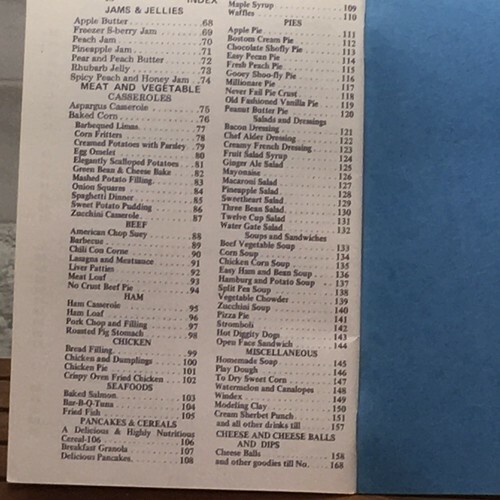 INDEX
JAMS & JELLIES
Apple Butter .68
Freezer S-berry Jam .69
Peach Jam .70
Pineapple Jam .71
Pear and Peach Butter .72
Rhubarb Jelly .73
Spicy Peach and Honey Jam .74
MEAT AND VEGETABLE
CASSEROLES
Aspargus Caserole .75
Baked Corn .76
Barbequed Limas. 77
Corn Fritters 78
Creamed Potatoes with Parsley 79
Egg Omelet 80
Elegantly Scalloped Potatoes 81
Green Bean & Cheese Bake 82
Mashed Potato Filling. 83
Onion Squares 84
Spaghetti Dinner 85
Sweet Potato Pudding 86
Zucchini Casserole. 87
BEEF
American Chop Suey 88
Barbecue 89
Chili Con Corne 90
Lasagna and Meatsauce 91
Liver Patties 92
Meat Loaf 93
No Crust Beef Pie 94
HAM
Ham Casserole 95
Ham Loaf 96
Pork Chop and Filling 97
Roasted Pig Stomach 98
CHICKEN
Bread Filling. 99
Chicken and Dumplings 100
Chicken Pie 101
Crispy Oven Fried Chicken 102
SEAFOODS
Baked Salmon. 103
Bar-B-Q-Tuna 104
Fried Fish 105
PANCAKES & CEREALS
A Delicious & Highly Nutritious
Cereal-106 106
Breakfast Granola 107
Delicious Pancakes. 108
Maple Syrup 109
Waffles 110
PIES
Apple Pie 111
Bostom Cream Pie 112
Chocolate Shofly Pie 113
Easy Pecan Pie 114
Fresh Peach Pie 115
Gooey Shoo-fly Pie 116
Millionare Pie 117
Never Fail Pie Crust 118
Old Fashioned Vanilla Pie 119
Peanut Butter Pie 120
Salads and Dressings
Bacon Dressing 121
Chef Alder Dressing 122
Creamy French Dressing 123
Fruit Salad Syrup 124
Ginger Ale Salad 125
Mayonaise 126
Macaroni Salad 127
Pineapple Salad 128
Sweetheart Salad 129
Three Bean Salad. 130
Twelve Cup Salad 131
Water Gate Salad 132
Soups and Sandwiches
Beef Vegetable Soup 133
Corn Soup 134
Chicken Corn Soup 135
Easy Ham and Bean Soup 136
Hamburg and Potato Soup 137
Split Pea Soup 138
Vegetable Chowder 139
Zucchini Soup 140
Pizza Pie 141
Stromboli 142
Hot Diggity Dogs 143
Open Face Sandwich 144
MISCELLANEOUS
Homemade Soap 145
Play Dough 146
To Dry Sweet Corn 147
Watermelon and Canalopes 148
Windex 149
Modeling Clay 150
Cream Sherbet Punch 151
and all other drinks till 157
CHEESE AND CHEESE BALLS
AND DIPS
Cheese Balls 158
and other goodies till No. 168